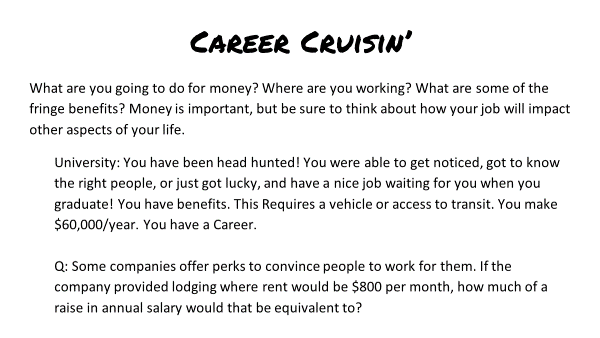 Career Cruisin'
What are you going to do for money? Where are you working? What are some of the
fringe benefits? Money is important, but be sure to think about how your job will impact
other aspects of your life.
University: You have been head hunted! You were able to get noticed, got to know
the right people, or just got lucky, and have a nice job waiting for you when you
graduate! You have benefits. This Requires a vehicle or access to transit. You make
$60,000/year. You have a Career.
Q: Some companies offer perks to convince people to work for them. If the
company provided lodging where rent would be $800 per month, how much of a
raise in annual salary would that be equivalent to?